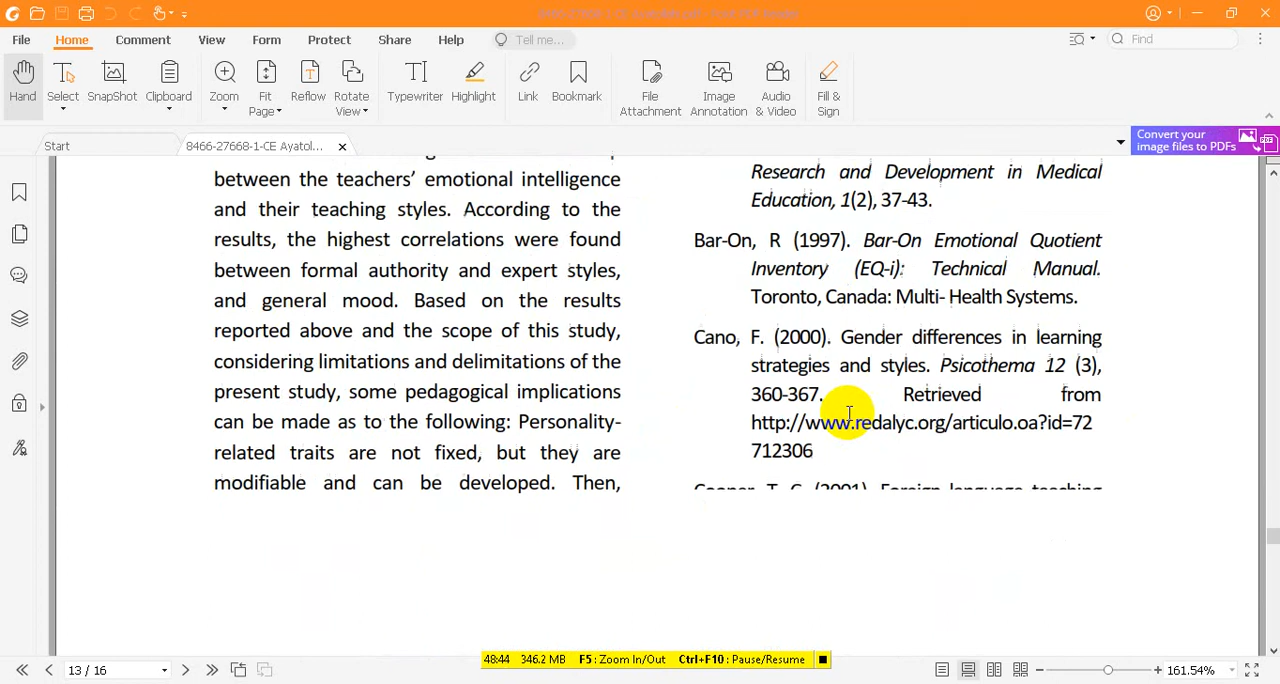 File Home Comment View Form Protect Share Help Tell me... Find
Hand Select SnapShot Clipboard Zoom Fit Page Reflow Rotate View Typewriter Highlight Link Bookmark File Attachment Image Annotation Audio & Video Fill & Sign
Start 8466-27668-1-CE Ayatol... Convert your image files to PDFs
between the teachers’ emotional intelligence
and their teaching styles. According to the
results, the highest correlations were found
between formal authority and expert styles,
and general mood. Based on the results
reported above and the scope of this study,
considering limitations and delimitations of the
present study, some pedagogical implications
can be made as to the following: Personality-
related traits are not fixed, but they are
modifiable and can be developed. Then,
Research and Development in Medical
Education, 1(2), 37-43.
Bar-On, R (1997). Bar-On Emotional Quotient
Inventory (EQ-i): Technical Manual.
Toronto, Canada: Multi- Health Systems.
Cano, F. (2000). Gender differences in learning
strategies and styles. Psicothema 12 (3),
360-367. Retrieved from
http://www.redalyc.org/articulo.oa?id=72
712306
Cooper, T. C. (2001). Foreign language teaching
13 / 16 48:44 346.2 MB F5: Zoom In/Out Ctrl+F10: Pause/Resume 161.54%